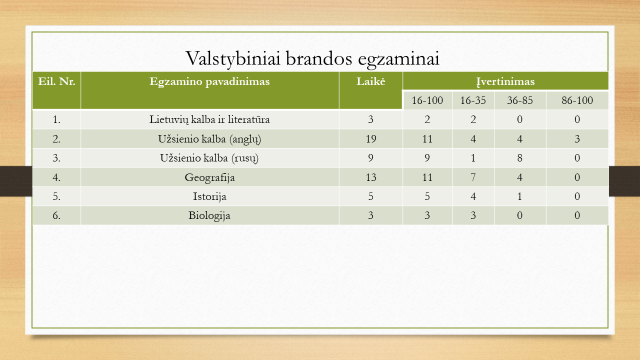 Valstybiniai brandos egzaminai
Eil. Nr. Egzamino pavadinimas Laikė Įvertinimas
16-100 16-35 36-85 86-100
1. Lietuvių kalba ir literatūra 3 2 2 0 0
2. Užsienio kalba (anglų) 19 11 4 4 3
3. Užsienio kalba (rusų) 9 9 1 8 0
4. Geografija 13 11 7 4 0
5. Istorija 5 5 4 1 0
6. Biologija 3 3 3 0 0